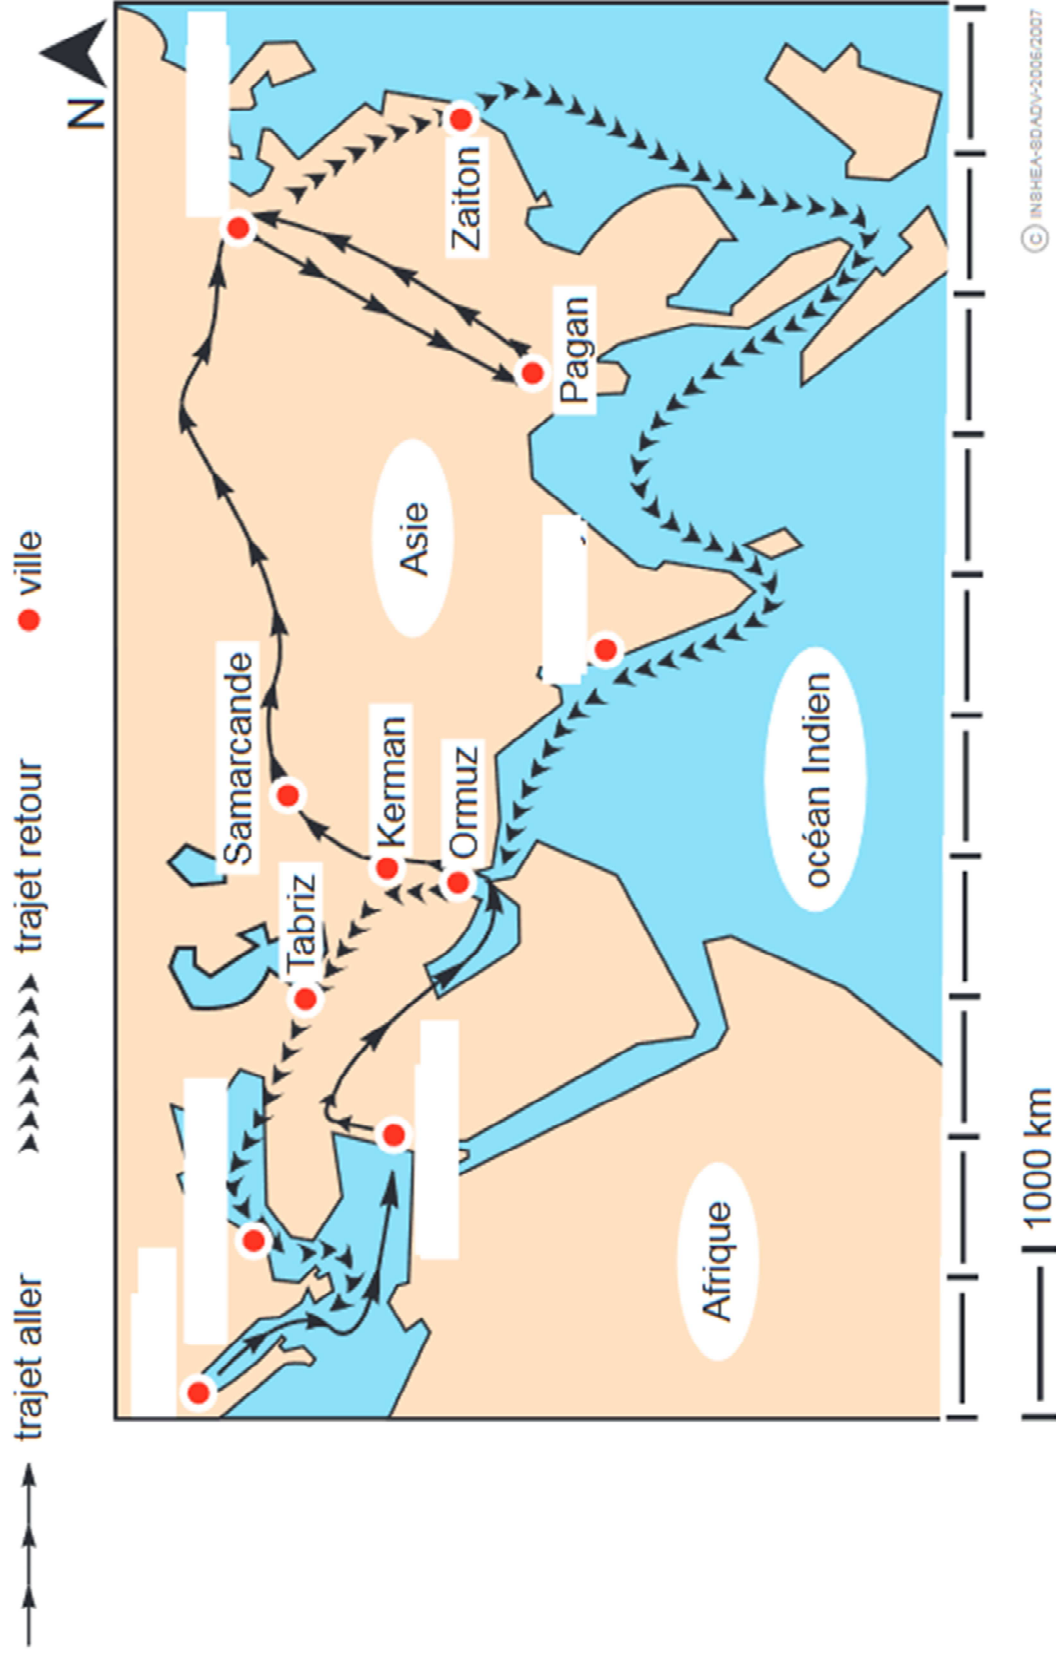 trajet aller
trajet retour
ville
N
Samarcande
Tabriz
Kerman
Ormuz
Asie
Zaiton
Pagan
Afrique
océan Indien
1000 km
© INSHEA-SDADV-2006/2007